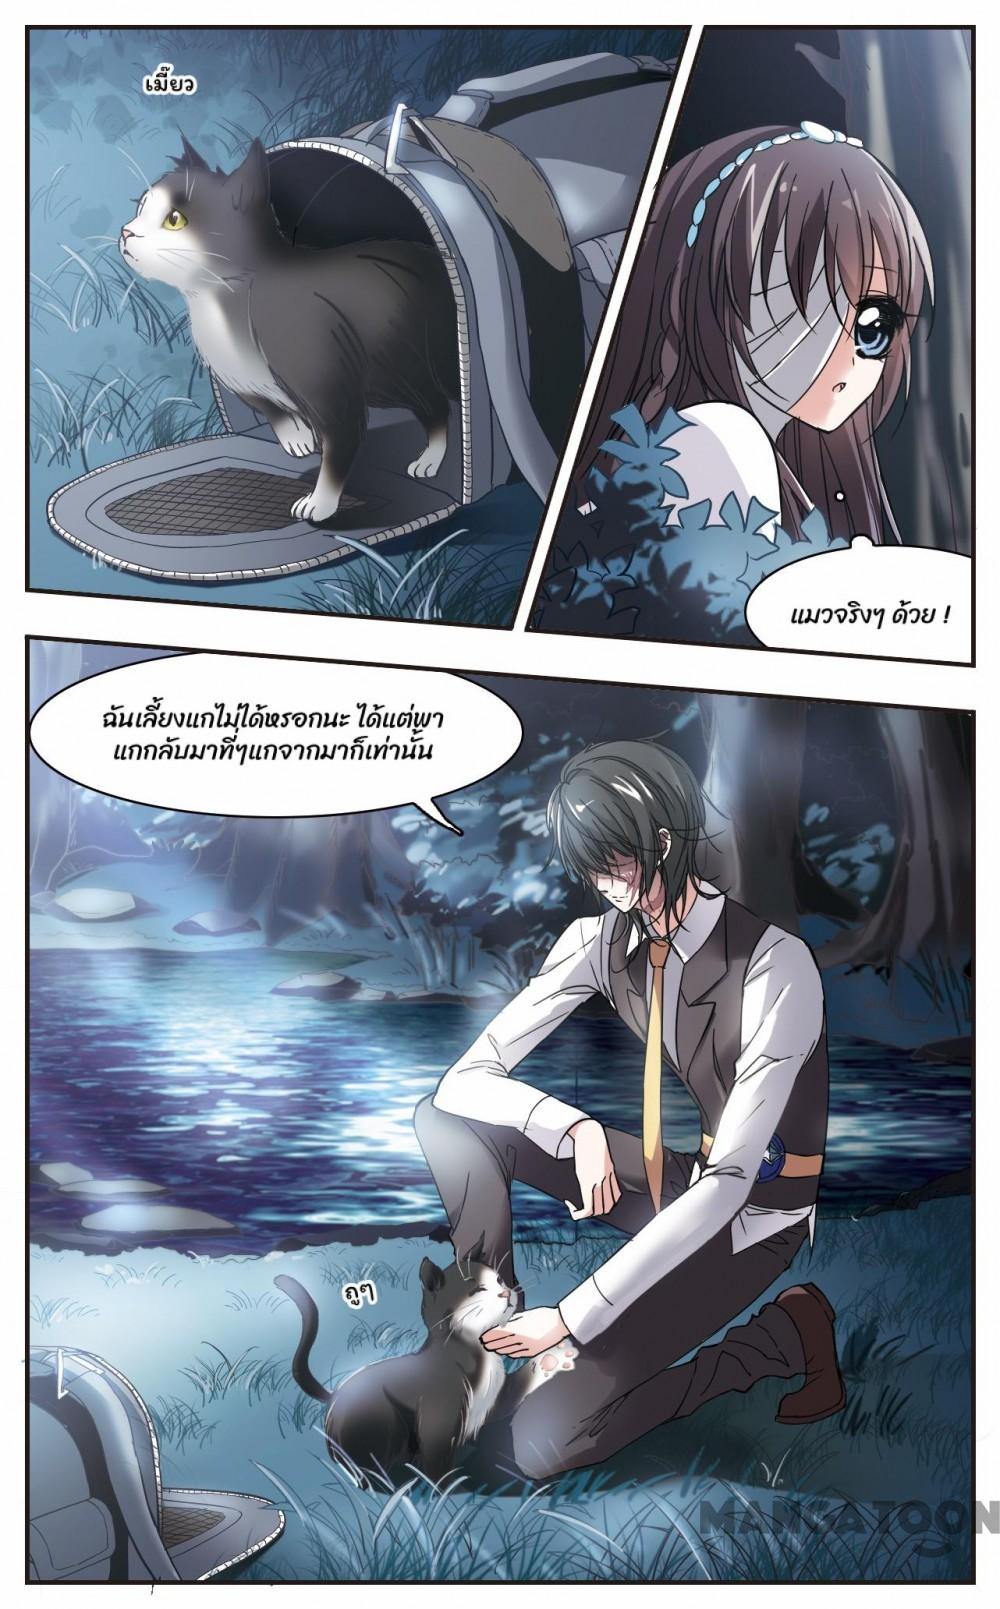 เมี๊ยว
แมวจริงๆ ด้วย !
ฉันเลี้ยงแกไม่ได้หรอกนะ ได้แต่พา
แกกลับมาที่ๆแกจากมาก็เท่านั้น
ถูๆ
MANGATOON